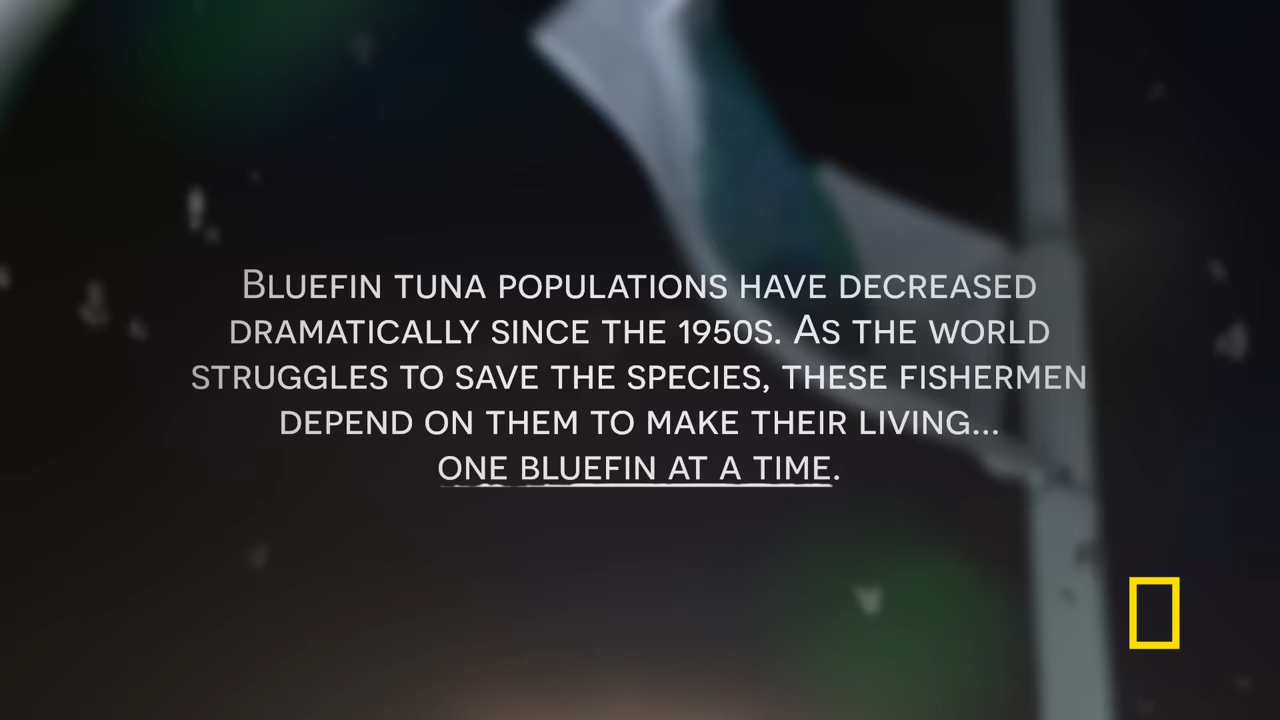 Bluefin tuna populations have decreased
dramatically since the 1950s. As the world
struggles to save the species, these fishermen
depend on them to make their living...
one bluefin at a time.